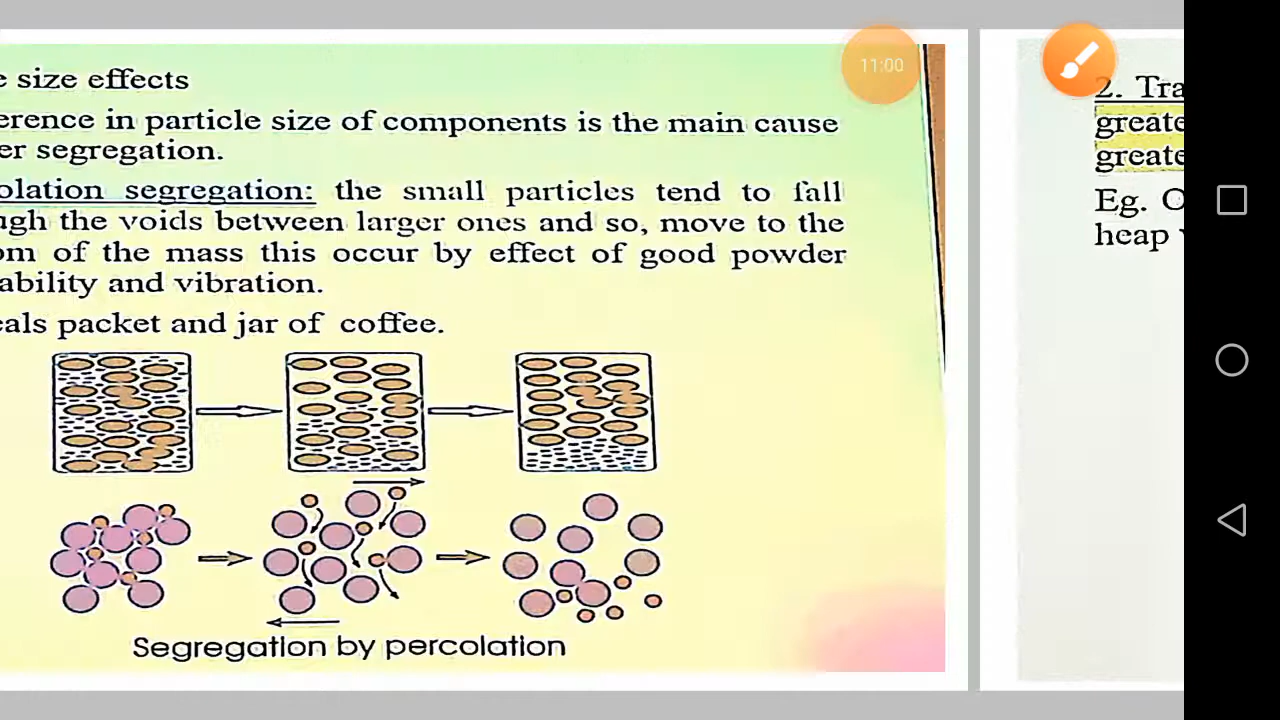 e size effects
erence in particle size of components is the main cause
er segregation.
olation segregation: the small particles tend to fall
ugh the voids between larger ones and so, move to the
om of the mass this occur by effect of good powder
ability and vibration.
eals packet and jar of coffee.
Segregation by percolation
11:00
2. Tra
greate
greate
Eg. O
heap